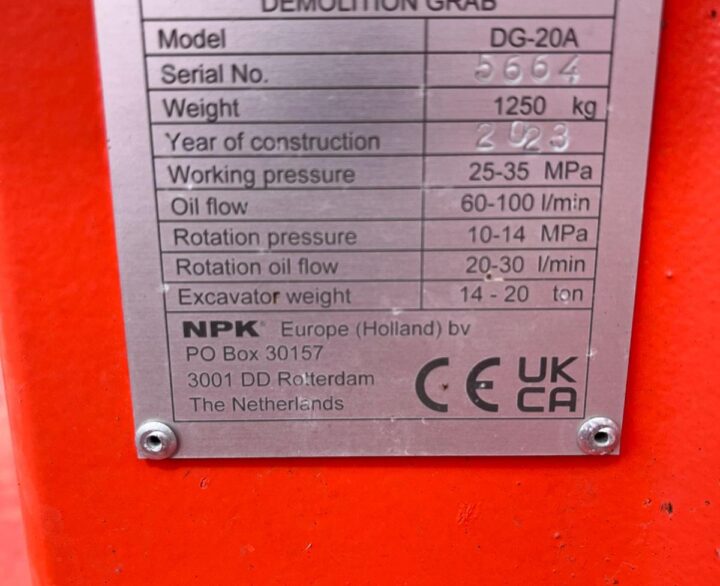 DEMOLITION GRAB
Model DG-20A
Serial No. 5664
Weight 1250 kg
Year of construction 2023
Working pressure 25-35 MPa
Oil flow 60-100 l/min
Rotation pressure 10-14 MPa
Rotation oil flow 20-30 l/min
Excavator weight 14 - 20 ton
NPK® Europe (Holland) bv
PO Box 30157
3001 DD Rotterdam
The Netherlands
CE UK
CA